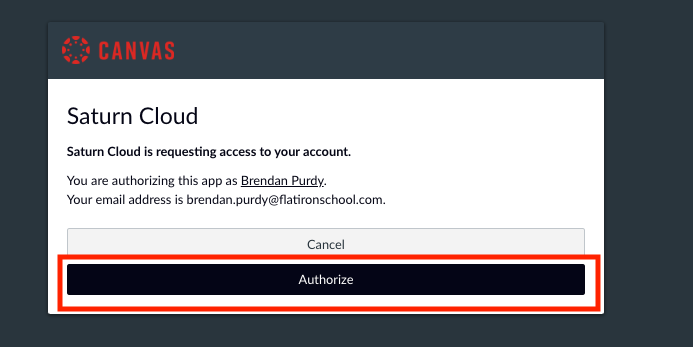 CANVAS
Saturn Cloud
Saturn Cloud is requesting access to your account.
You are authorizing this app as Brendan Purdy.
Your email address is brendan.purdy@flatironschool.com.
Cancel
Authorize